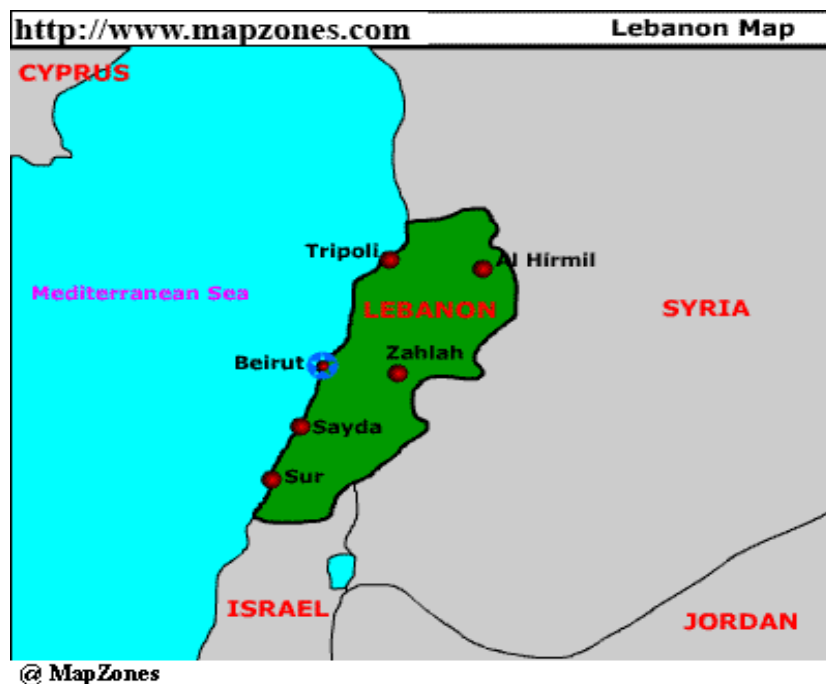 http://www.mapzones.com
Lebanon Map
CYPRUS
Tripoli
Al Hirmil
Mediterranean Sea
LEBANON
SYRIA
Beirut
Zahlah
Sayda
Sur
ISRAEL
JORDAN
@ MapZones